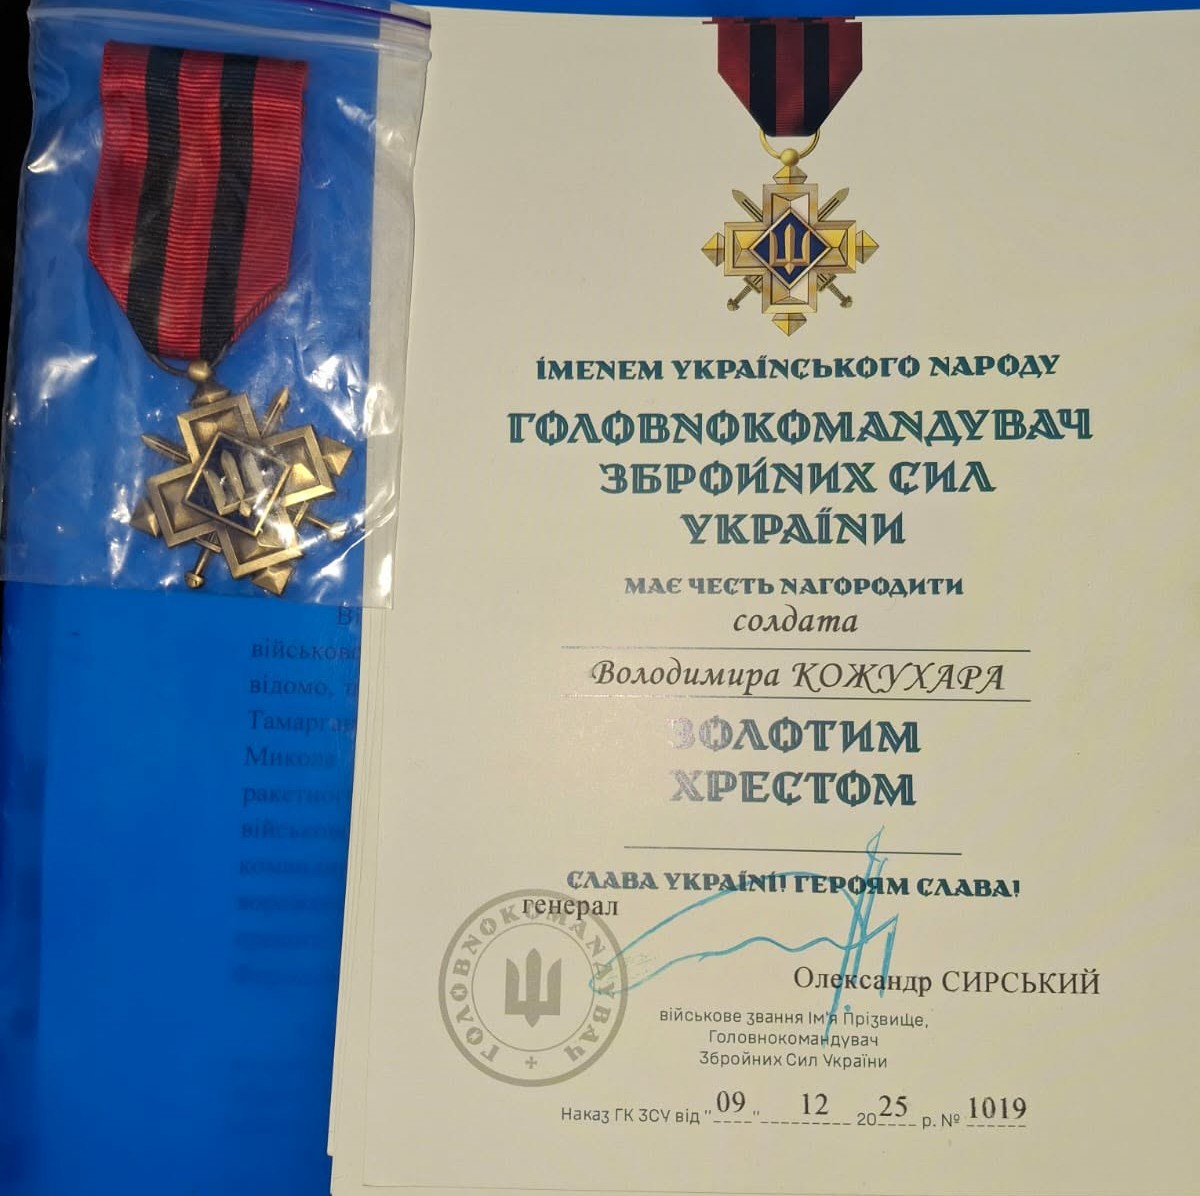 ІМЕНЕМ УКРАЇНСЬКОГО НАРОДУ
ГОЛОВНОКОМАНДУВАЧ
ЗБРОЙНИХ СИЛ
УКРАЇНИ
МАЄ ЧЕСТЬ НАГОРОДИТИ
солдата
Володимира КОЖУХАРА
ЗОЛОТИМ
ХРЕСТОМ
СЛАВА УКРАЇНІ! ГЕРОЯМ СЛАВА!
генерал
ГОЛОВНОКОМАНДУВАЧ
Олександр СИРСЬКИЙ
військове звання Ім'я Прізвище,
Головнокомандувач
Збройних Сил України
Наказ ГК ЗСУ від "09" 12 2025 р. № 1019
військово
відомо,
Микола